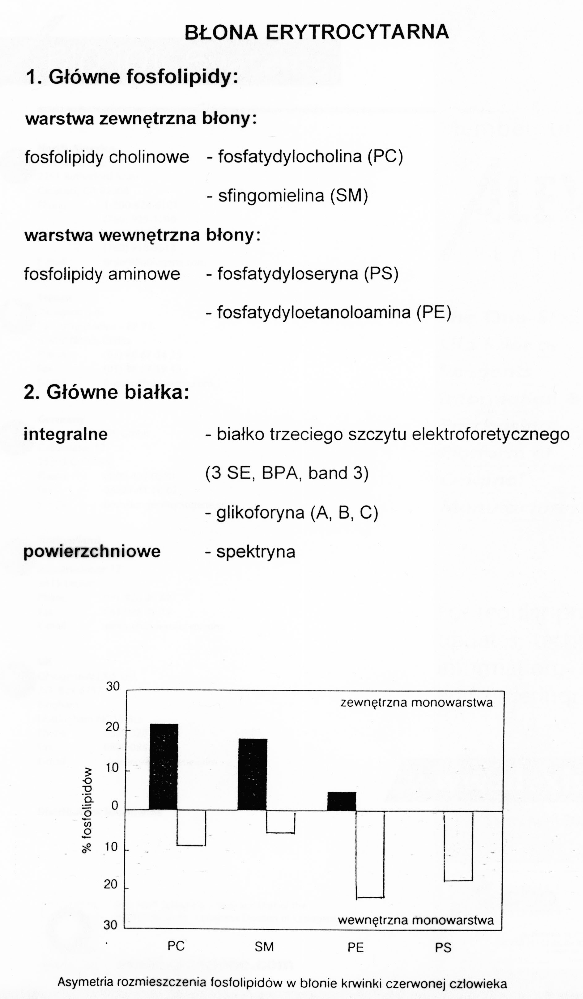 BŁONA ERYTROCYTARNA
1. Główne fosfolipidy:
warstwa zewnętrzna błony:
fosfolipidy cholinowe - fosfatydylocholina (PC)
- sfingomielina (SM)
warstwa wewnętrzna błony:
fosfolipidy aminowe - fosfatydyloseryna (PS)
- fosfatydyloetanoloamina (PE)
2. Główne białka:
integralne - białko trzeciego szczytu elektroforetycznego
(3 SE, BPA, band 3)
- glikoforyna (A, B, C)
powierzchniowe - spektryna
30
zewnętrzna monowarstwa
20
10
0
% fosfolipidów
10
20
wewnętrzna monowarstwa
30
PC SM PE PS
Asymetria rozmieszczenia fosfolipidów w błonie krwinki czerwonej człowieka